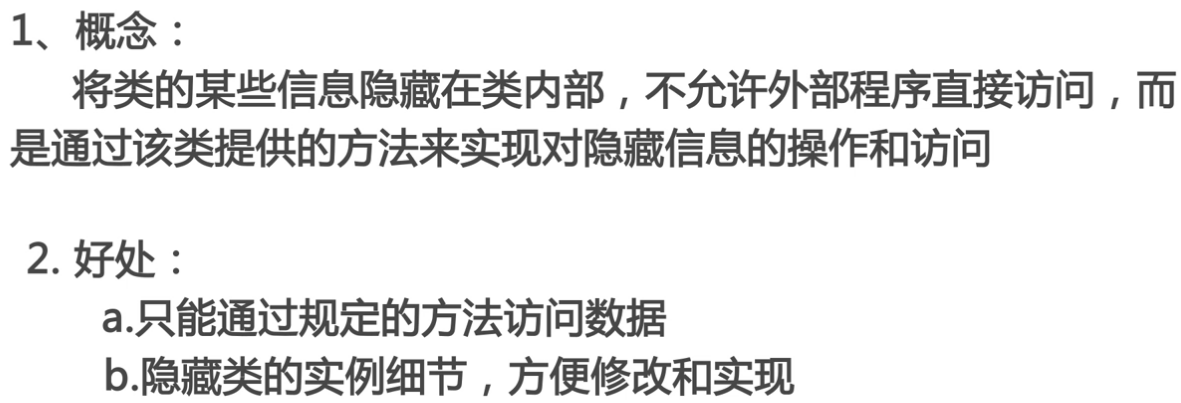 1、概念：
将类的某些信息隐藏在类内部，不允许外部程序直接访问，而
是通过该类提供的方法来实现对隐藏信息的操作和访问
2. 好处：
a.只能通过规定的方法访问数据
b.隐藏类的实例细节，方便修改和实现